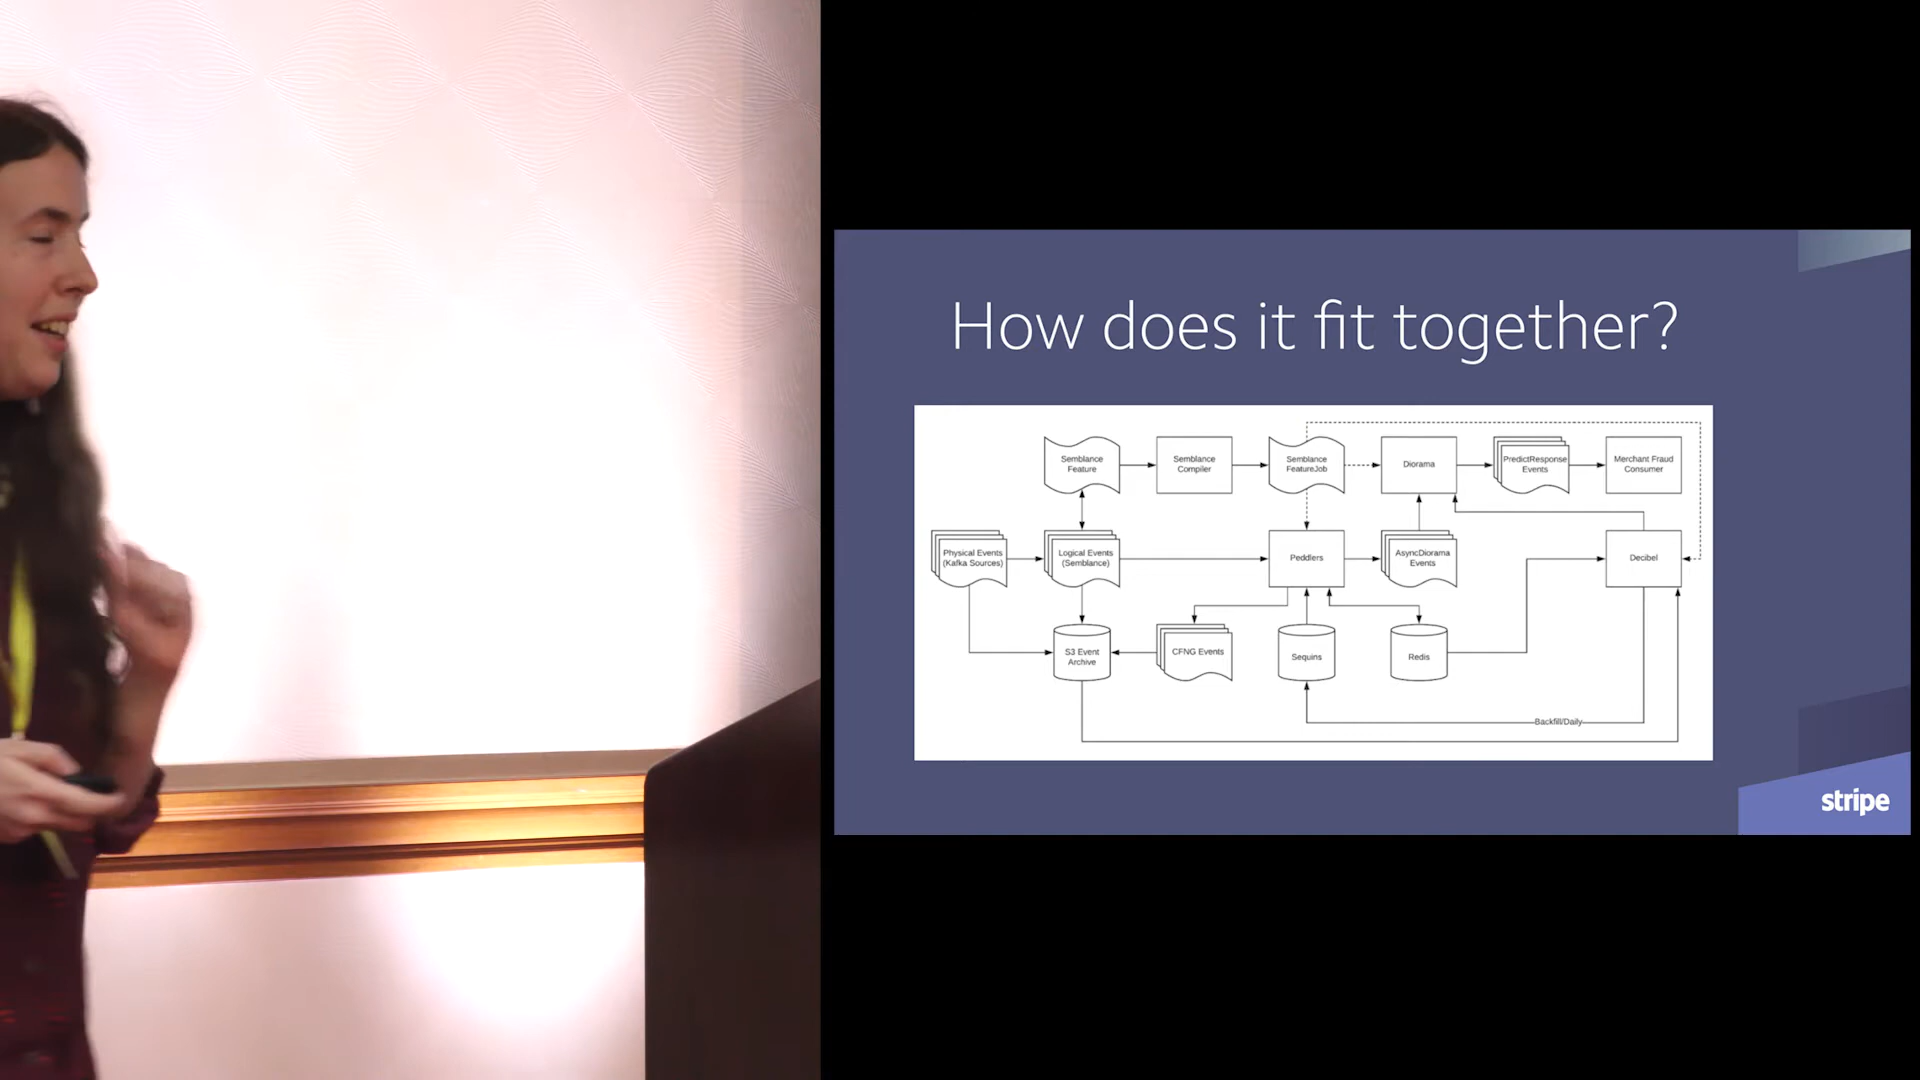 How does it fit together?
Semblance
Feature
Semblance
Compiler
Semblance
FeatureJob
Diorama
PredictResponse
Events
Merchant Fraud
Consumer
Physical Events
(Kafka Sources)
Logical Events
(Semblance)
Peddlers
AsyncDiorama
Events
Decibel
S3 Event
Archive
CFNG Events
Sequins
Redis
Backfill/Daily
stripe